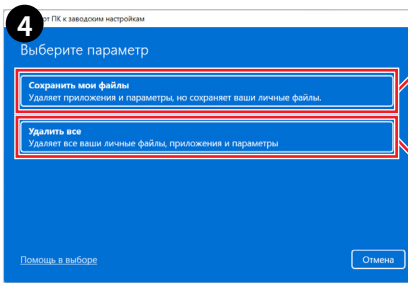 4
от ПК к заводским настройкам
Выберите параметр
Сохранить мои файлы
Удаляет приложения и параметры, но сохраняет ваши личные файлы.
Удалить все
Удаляет все ваши личные файлы, приложения и параметры
Помощь в выборе
Отмена